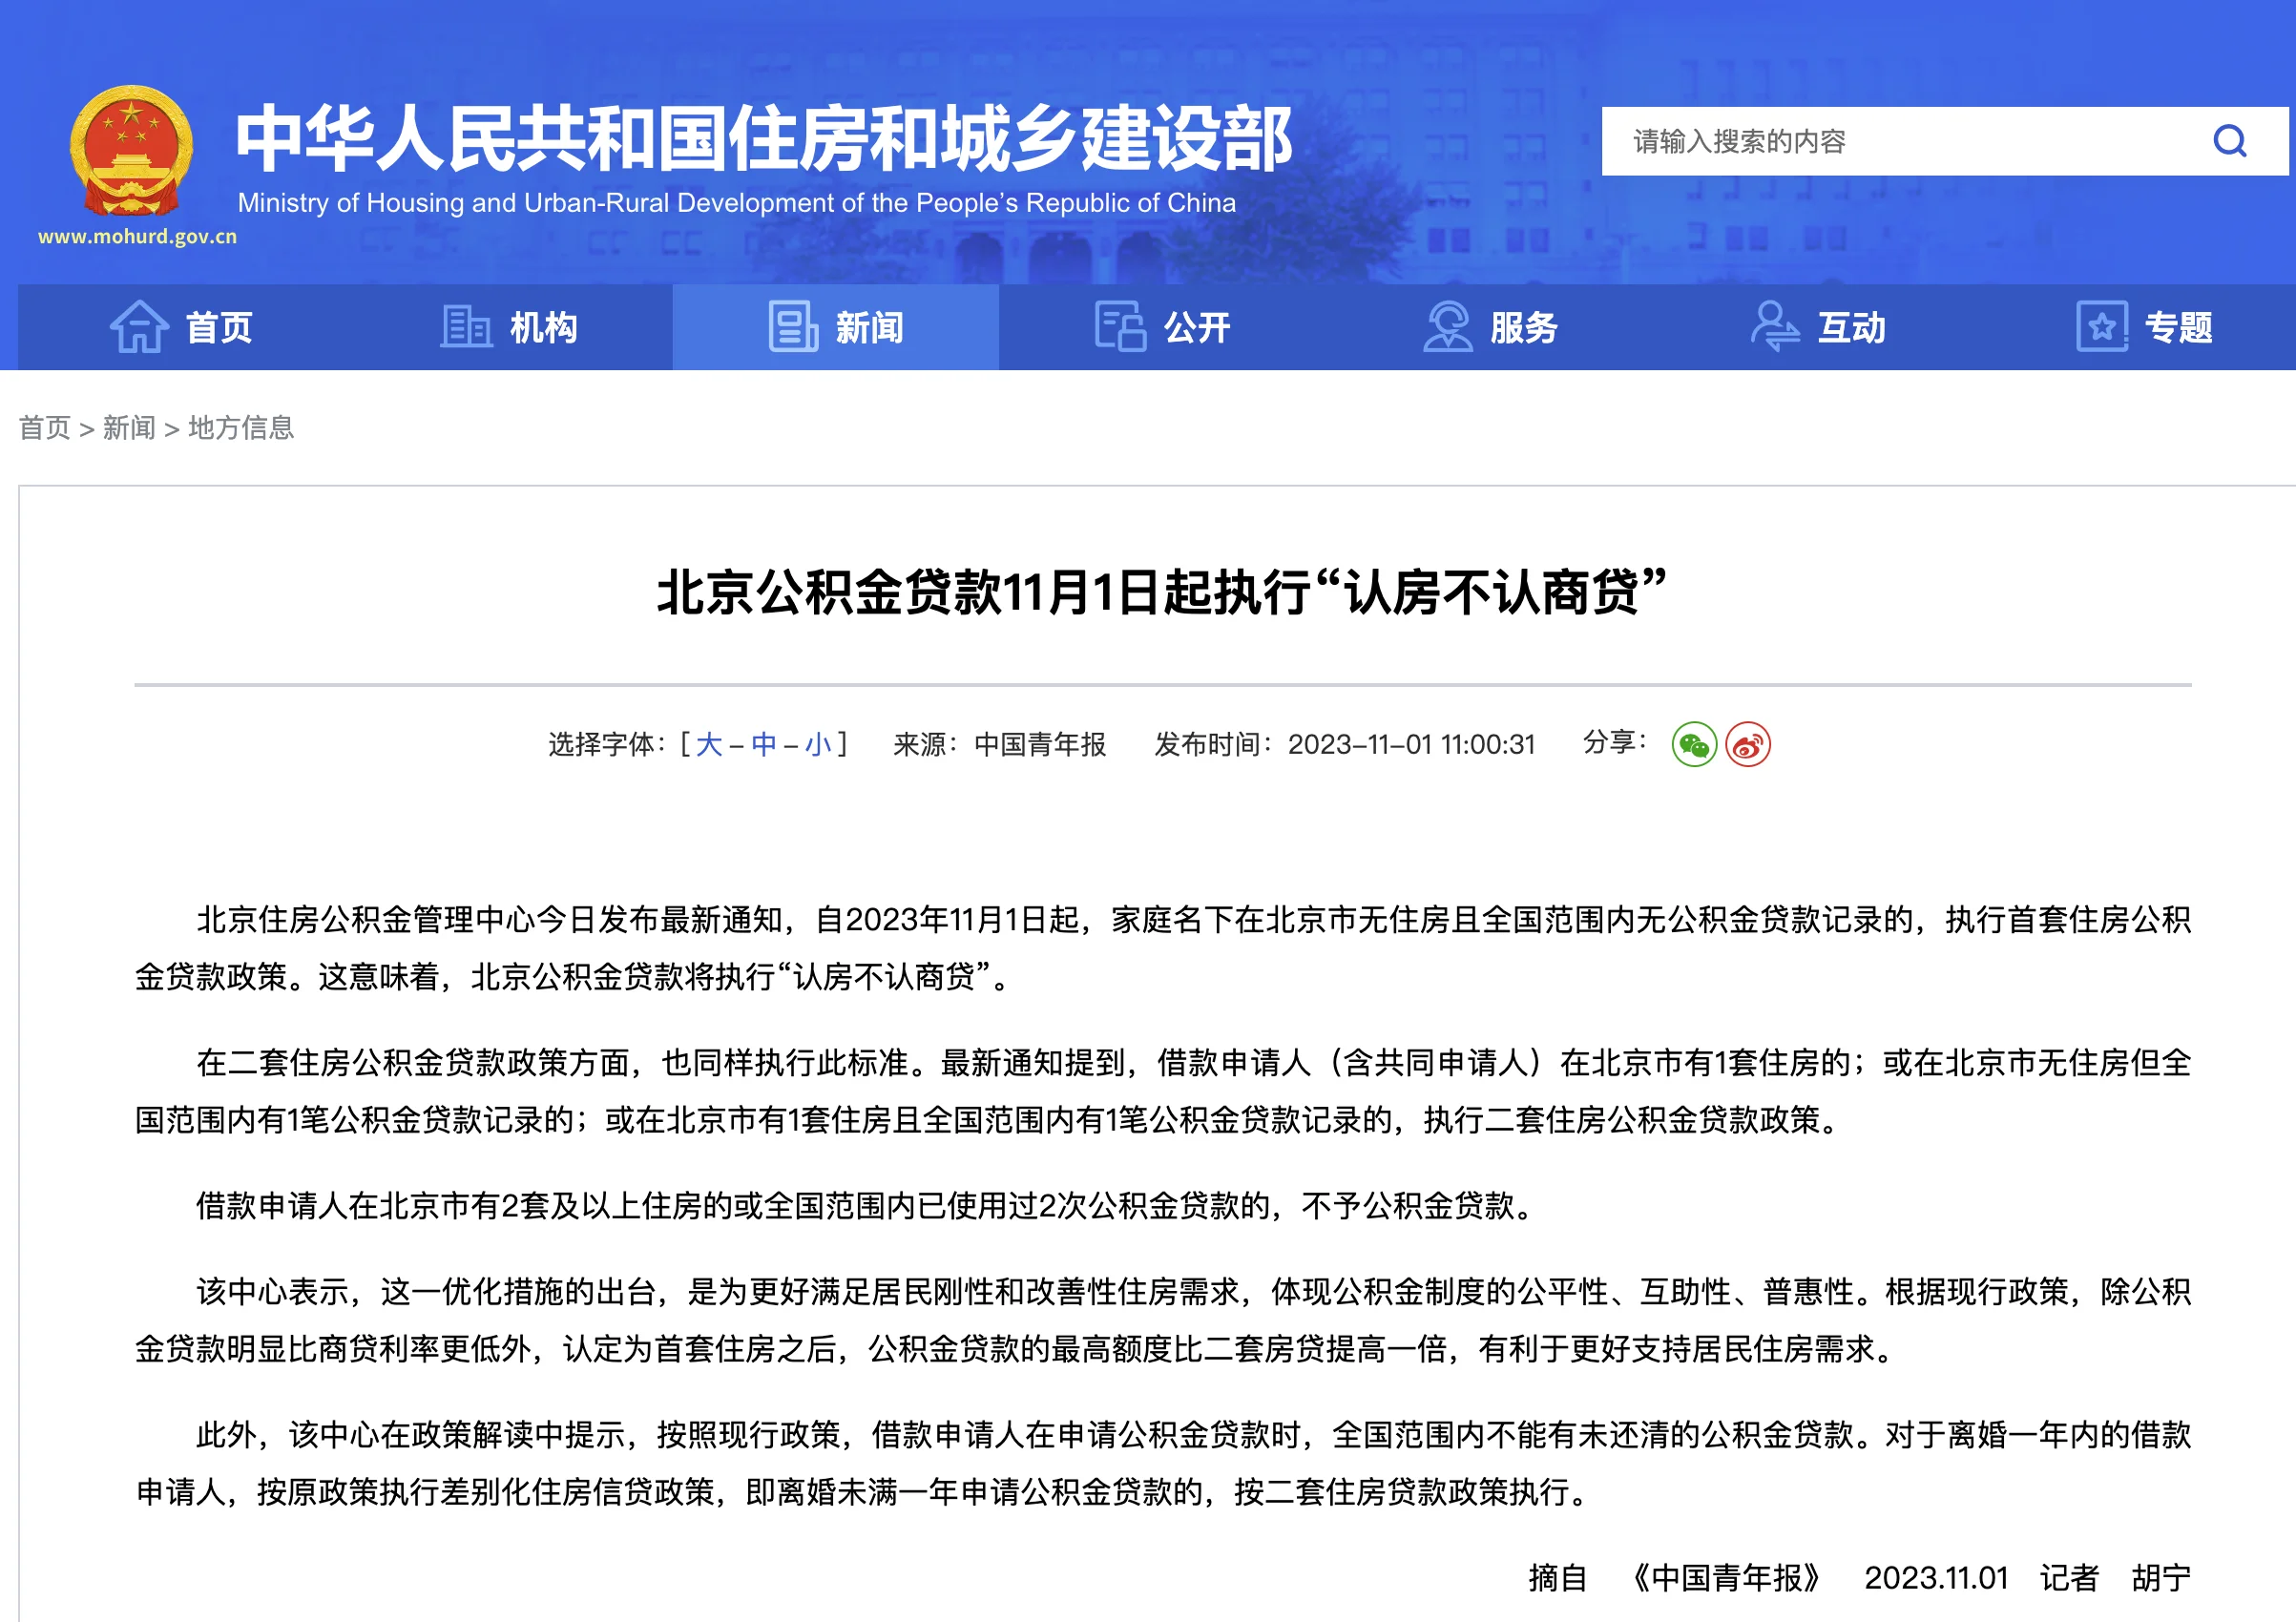 中华人民共和国住房和城乡建设部
Ministry of Housing and Urban-Rural Development of the People's Republic of China
www.mohurd.gov.cn
请输入搜索的内容
首页 机构 新闻 公开 服务 互动 专题
首页 > 新闻 > 地方信息
北京公积金贷款11月1日起执行“认房不认商贷”
选择字体：[ 大 – 中 – 小 ] 来源：中国青年报 发布时间：2023–11–01 11:00:31 分享：
北京住房公积金管理中心今日发布最新通知，自2023年11月1日起，家庭名下在北京市无住房且全国范围内无公积金贷款记录的，执行首套住房公积
金贷款政策。这意味着，北京公积金贷款将执行“认房不认商贷”。
在二套住房公积金贷款政策方面，也同样执行此标准。最新通知提到，借款申请人（含共同申请人）在北京市有1套住房的；或在北京市无住房但全
国范围内有1笔公积金贷款记录的；或在北京市有1套住房且全国范围内有1笔公积金贷款记录的，执行二套住房公积金贷款政策。
借款申请人在北京市有2套及以上住房的或全国范围内已使用过2次公积金贷款的，不予公积金贷款。
该中心表示，这一优化措施的出台，是为更好满足居民刚性和改善性住房需求，体现公积金制度的公平性、互助性、普惠性。根据现行政策，除公积
金贷款明显比商贷利率更低外，认定为首套住房之后，公积金贷款的最高额度比二套房贷提高一倍，有利于更好支持居民住房需求。
此外，该中心在政策解读中提示，按照现行政策，借款申请人在申请公积金贷款时，全国范围内不能有未还清的公积金贷款。对于离婚一年内的借款
申请人，按原政策执行差别化住房信贷政策，即离婚未满一年申请公积金贷款的，按二套住房贷款政策执行。
摘自 《中国青年报》 2023.11.01 记者 胡宁